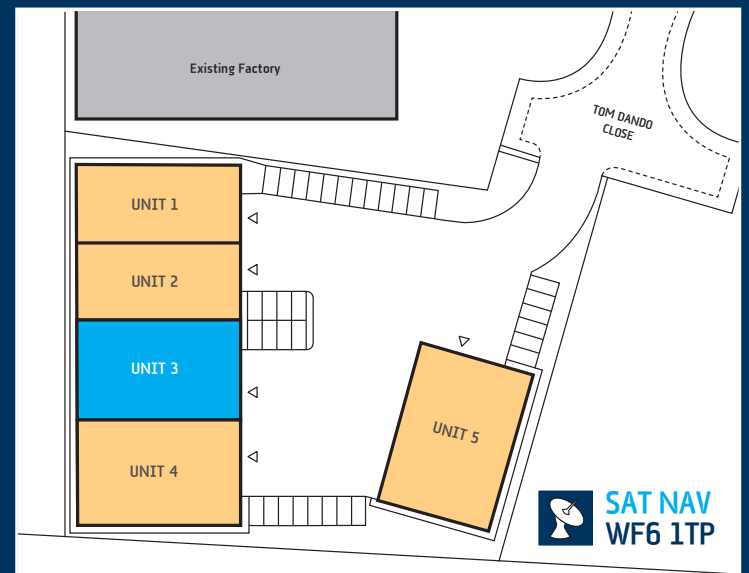 Existing Factory
TOM DANDO
CLOSE
UNIT 1
UNIT 2
UNIT 3
UNIT 4
UNIT 5
SAT NAV
WF6 1TP